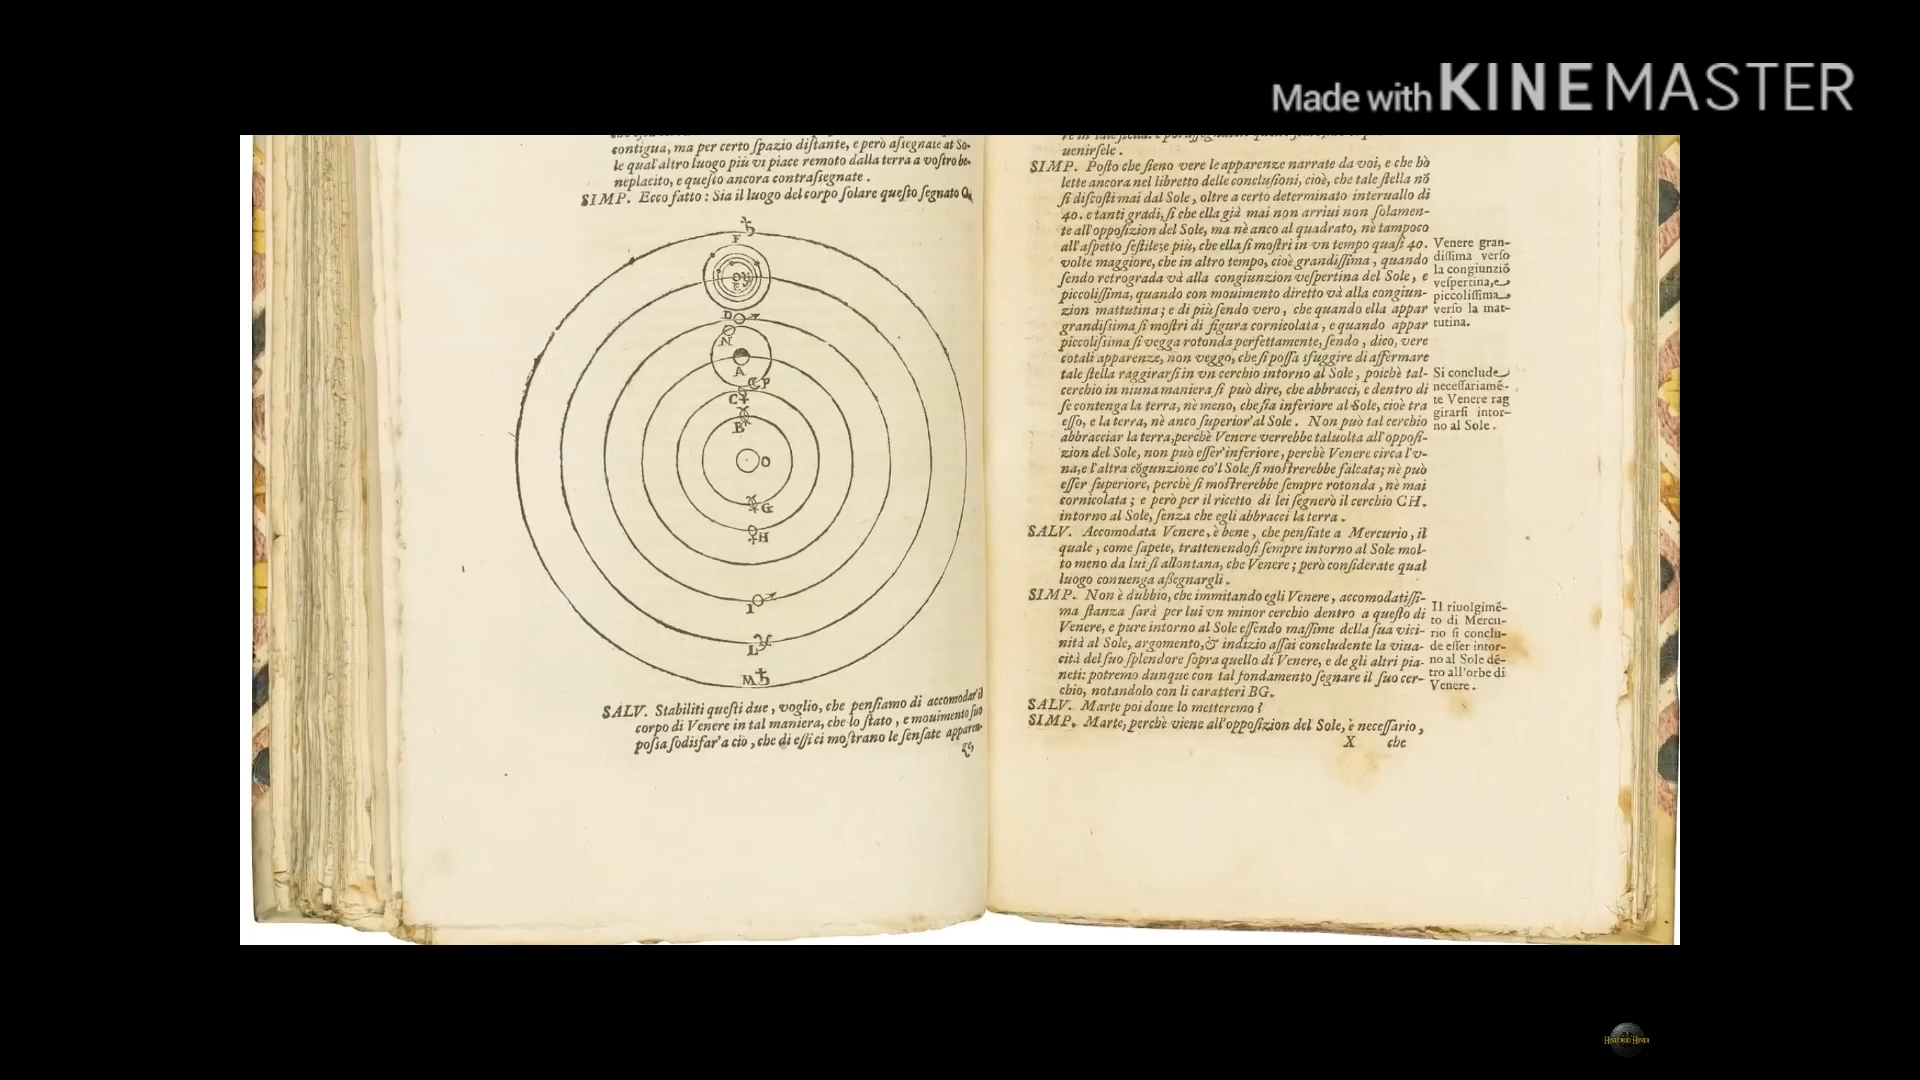 Made with KINEMASTER
contigua, ma per certo ſpazio diſtante, e però aſſegnate al So-
le qual'altro luogo più vi piace remoto dalla terra a voſtro be-
neplacito, e queſto ancora contraſſegnate.
SIMP. Ecco fatto: Sia il luogo del corpo ſolare queſto ſegnato O,
♄
F
E
D ♂
N
A
P
C ♀
B
O
G
♀ H
I ♂
L ♃
M ♄
SALV. Stabiliti queſti due, voglio, che penſiamo di accomodar'il
corpo di Venere in tal maniera, che lo ſtato, e mouimento ſuo
poſſa ſodisfar'a ciò, che di eſſi ci moſtrano le ſenſate apparen-
uenirſele.
SIMP. Poſto che ſieno vere le apparenze narrate da voi, e che hò
lette ancora nel libretto delle concluſioni, cioè, che tale ſtella nõ
ſi diſcoſti mai dal Sole, oltre a certo determinato interuallo di
40. e tanti gradi, ſi che ella già mai non arriui non ſolamen-
te all'oppoſizion del Sole, ma nè anco al quadrato, nè tampoco
all'aſpetto ſeſtile; e più, che ella ſi moſtri in vn tempo quaſi 40.
volte maggiore, che in altro tempo, cioè grandiſſima, quando
ſendo retrograda và alla congiunzion veſpertina del Sole, e
piccoliſſima, quando con mouimento diretto và alla congiun-
zion mattutina; e di più ſendo vero, che quando ella appar
grandiſsima ſi moſtri di figura cornicolata, e quando appar
piccoliſsima ſi vegga rotonda perfettamente, ſendo, dico, vere
cotali apparenze, non veggo, che ſi poſſa sfuggire di affermare
tale ſtella raggirarſi in vn cerchio intorno al Sole, poichè tal-
cerchio in niuna maniera ſi può dire, che abbracci, e dentro di
ſe contenga la terra, nè meno, che ſia inferiore al Sole, cioè tra
eſſo, e la terra, nè anco ſuperior'al Sole. Non può tal cerchio
abbracciar la terra, perchè Venere verrebbe taluolta all'oppoſi-
zion del Sole, non può eſſer'inferiore, perchè Venere circa l'v-
na, e l'altra cõgunzione co'l Sole ſi moſtrerebbe falcata; nè può
eſſer ſuperiore, perchè ſi moſtrerebbe ſempre rotonda, nè mai
cornicolata; e però per il ricetto di lei ſegnerò il cerchio CH.
intorno al Sole, ſenza che egli abbracci la terra.
Venere gran-
diſſima verſo
la congiunziõ
veſpertina, e
piccoliſſima
verſo la mat-
tutina.
Si conclude
neceſſariamẽ-
te Venere rag
girarſi intor-
no al Sole.
SALV. Accomodata Venere, è bene, che penſiate a Mercurio, il
quale, come ſapete, trattenendoſi ſempre intorno al Sole mol-
to meno da lui ſi allontana, che Venere; però conſiderate qual
luogo conuenga aſſegnargli.
SIMP. Non è dubbio, che immitando egli Venere, accomodatiſſi-
ma ſtanza ſarà per lui vn minor cerchio dentro a queſto di
Venere, e pure intorno al Sole eſſendo maſſime della ſua vici-
nità al Sole, argomento, & indizio aſſai concludente la viua-
cità del ſuo ſplendore ſopra quello di Venere, e de gli altri pia-
neti: potremo dunque con tal fondamento ſegnare il ſuo cer-
chio, notandolo con li caratteri BG.
Il riuolgimẽ-
to di Mercu-
rio ſi conclu-
de eſſer intor-
no al Sole dẽ-
tro all'orbe di
Venere.
SALV. Marte poi doue lo metteremo?
SIMP. Marte, perchè viene all'oppoſizion del Sole, è neceſſario,
X che
HISTORIC HINDI